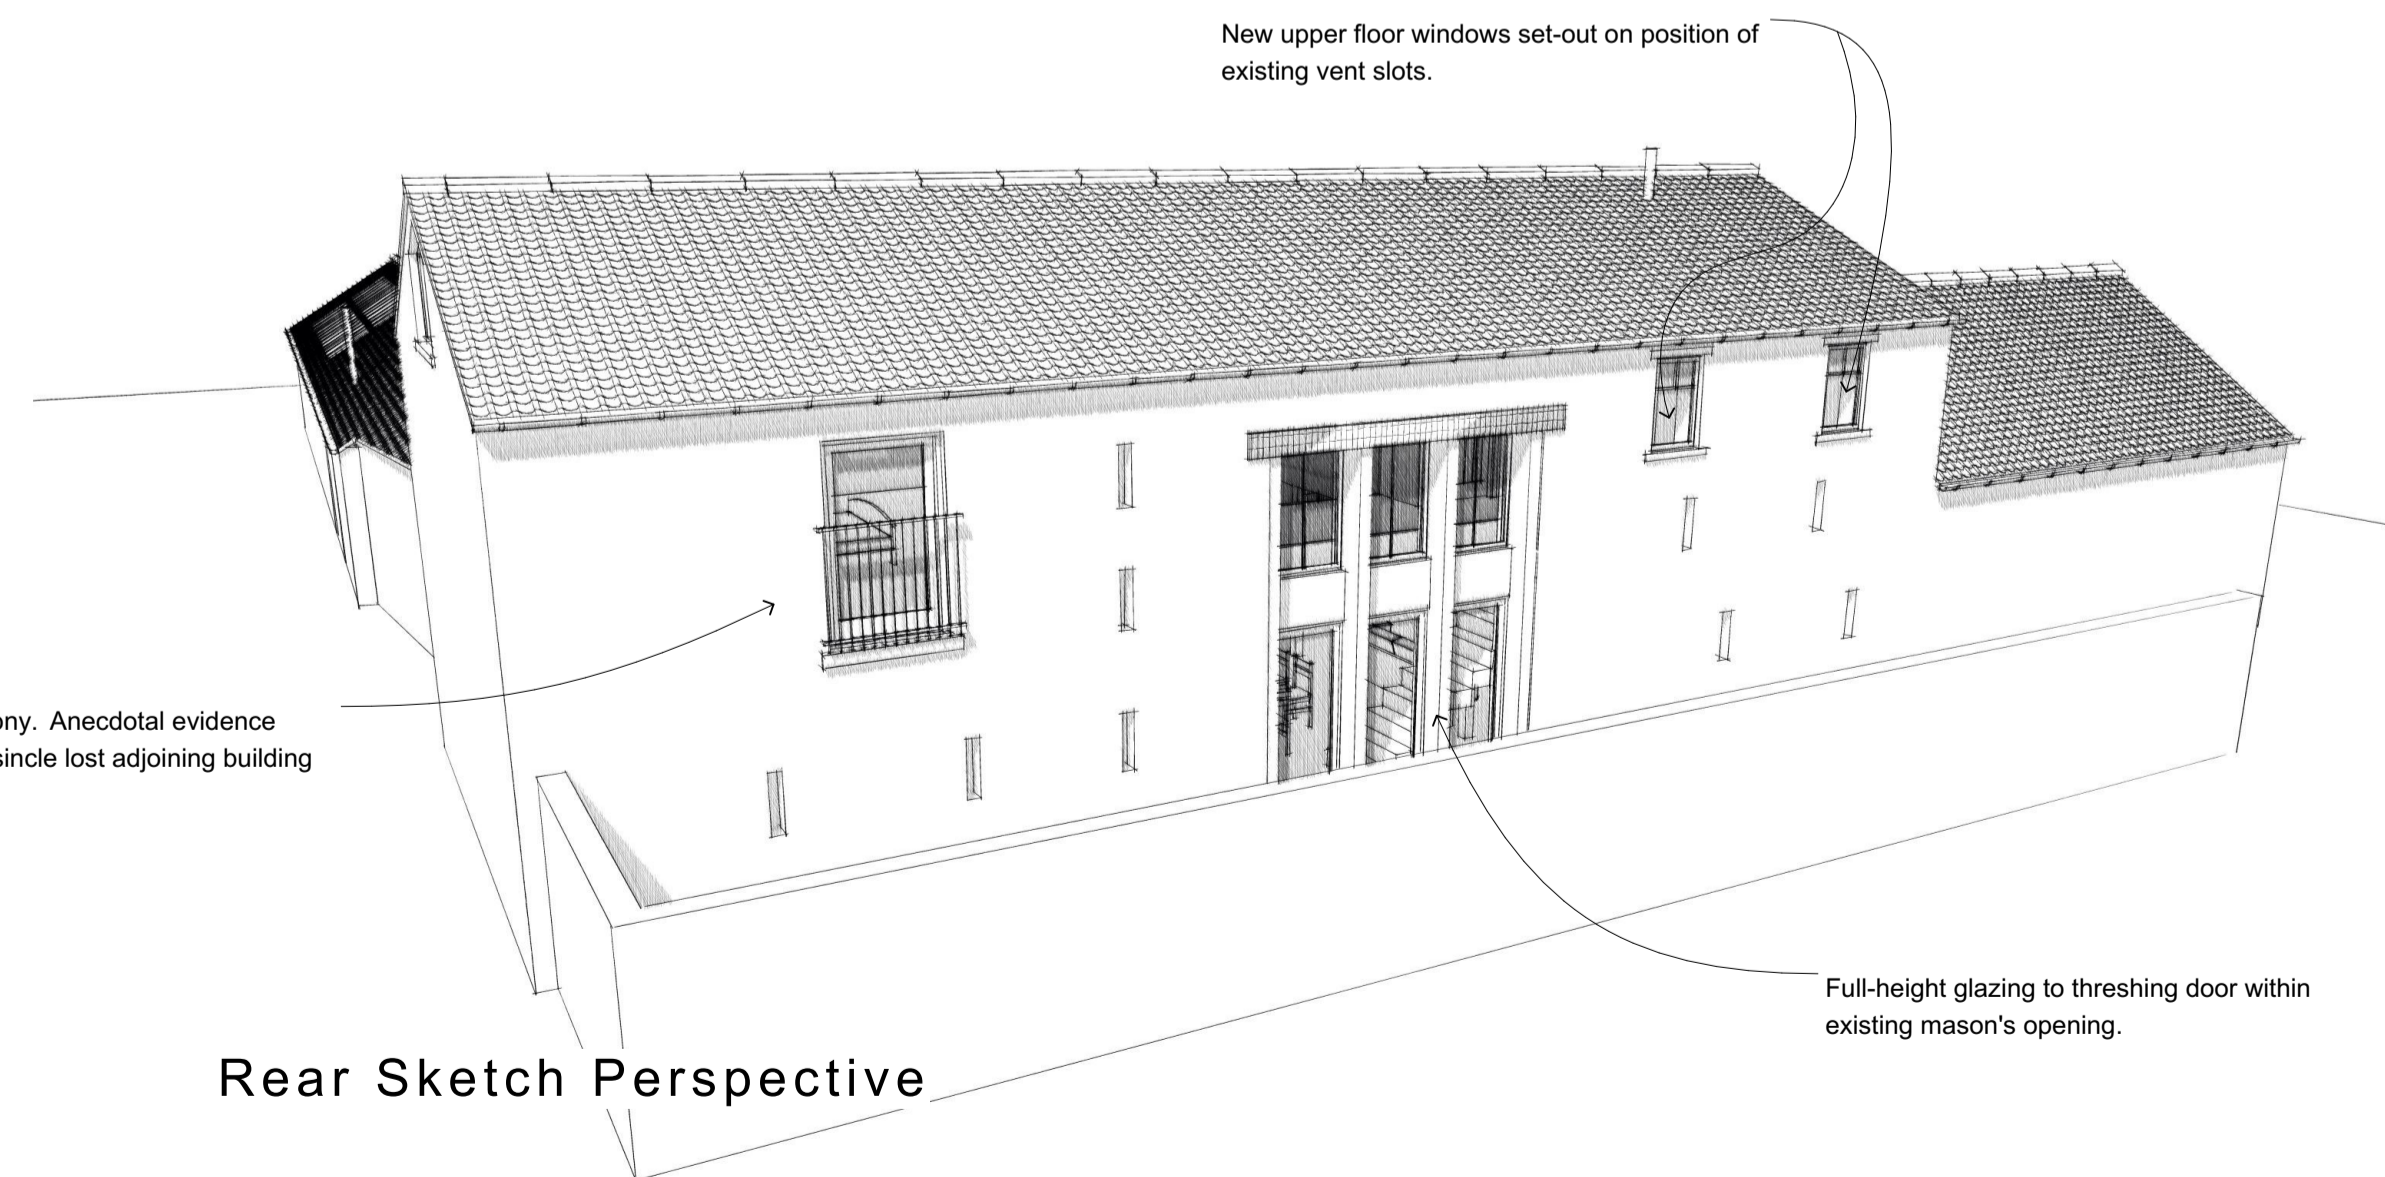 New upper floor windows set-out on position of
existing vent slots.
ony. Anecdotal evidence
sincle lost adjoining building
Full-height glazing to threshing door within
existing mason's opening.
Rear Sketch Perspective